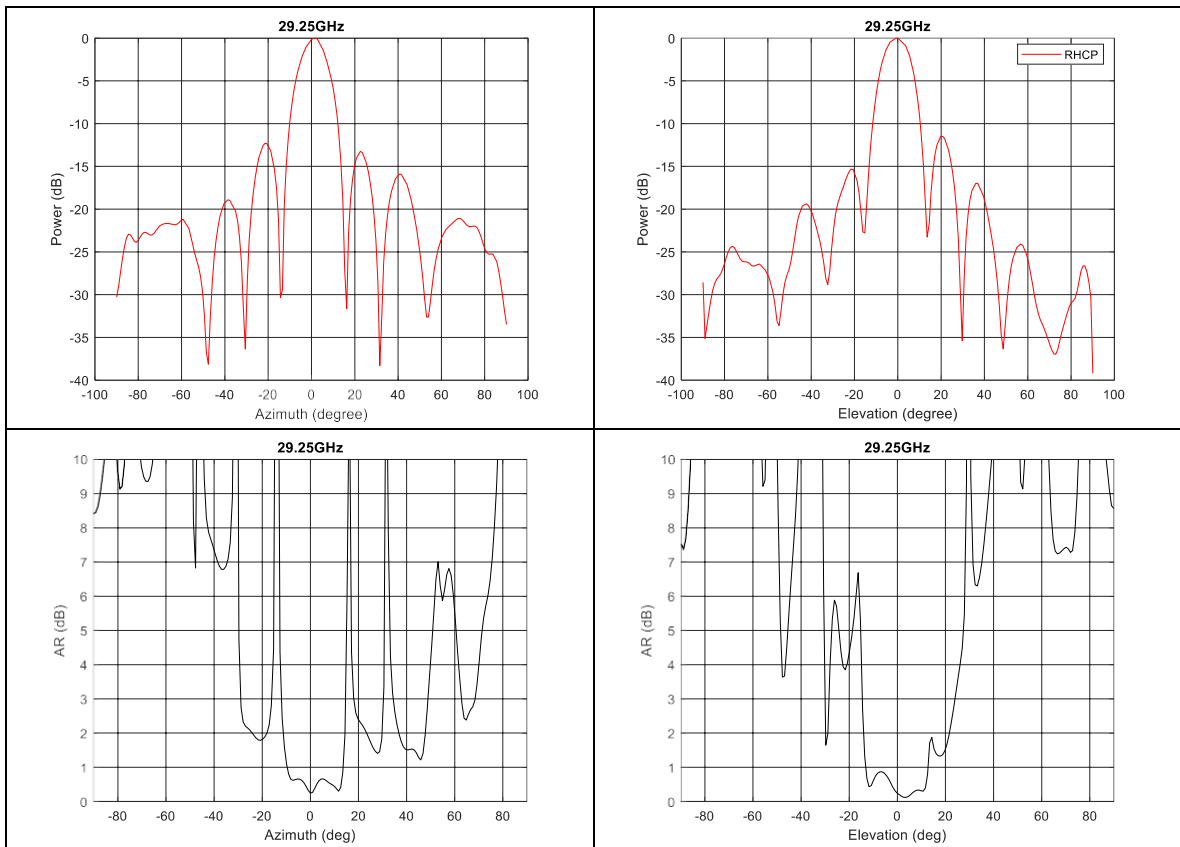 29.25GHz
0
-5
-10
-15
-20
-25
-30
-35
-40
Power (dB)
-100 -80 -60 -40 -20 0 20 40 60 80 100
Azimuth (degree)
29.25GHz
RHCP
0
-5
-10
-15
-20
-25
-30
-35
-40
Power (dB)
-100 -80 -60 -40 -20 0 20 40 60 80 100
Elevation (degree)
29.25GHz
10
9
8
7
6
5
4
3
2
1
0
AR (dB)
-80 -60 -40 -20 0 20 40 60 80
Azimuth (deg)
29.25GHz
10
9
8
7
6
5
4
3
2
1
0
AR (dB)
-80 -60 -40 -20 0 20 40 60 80
Elevation (deg)